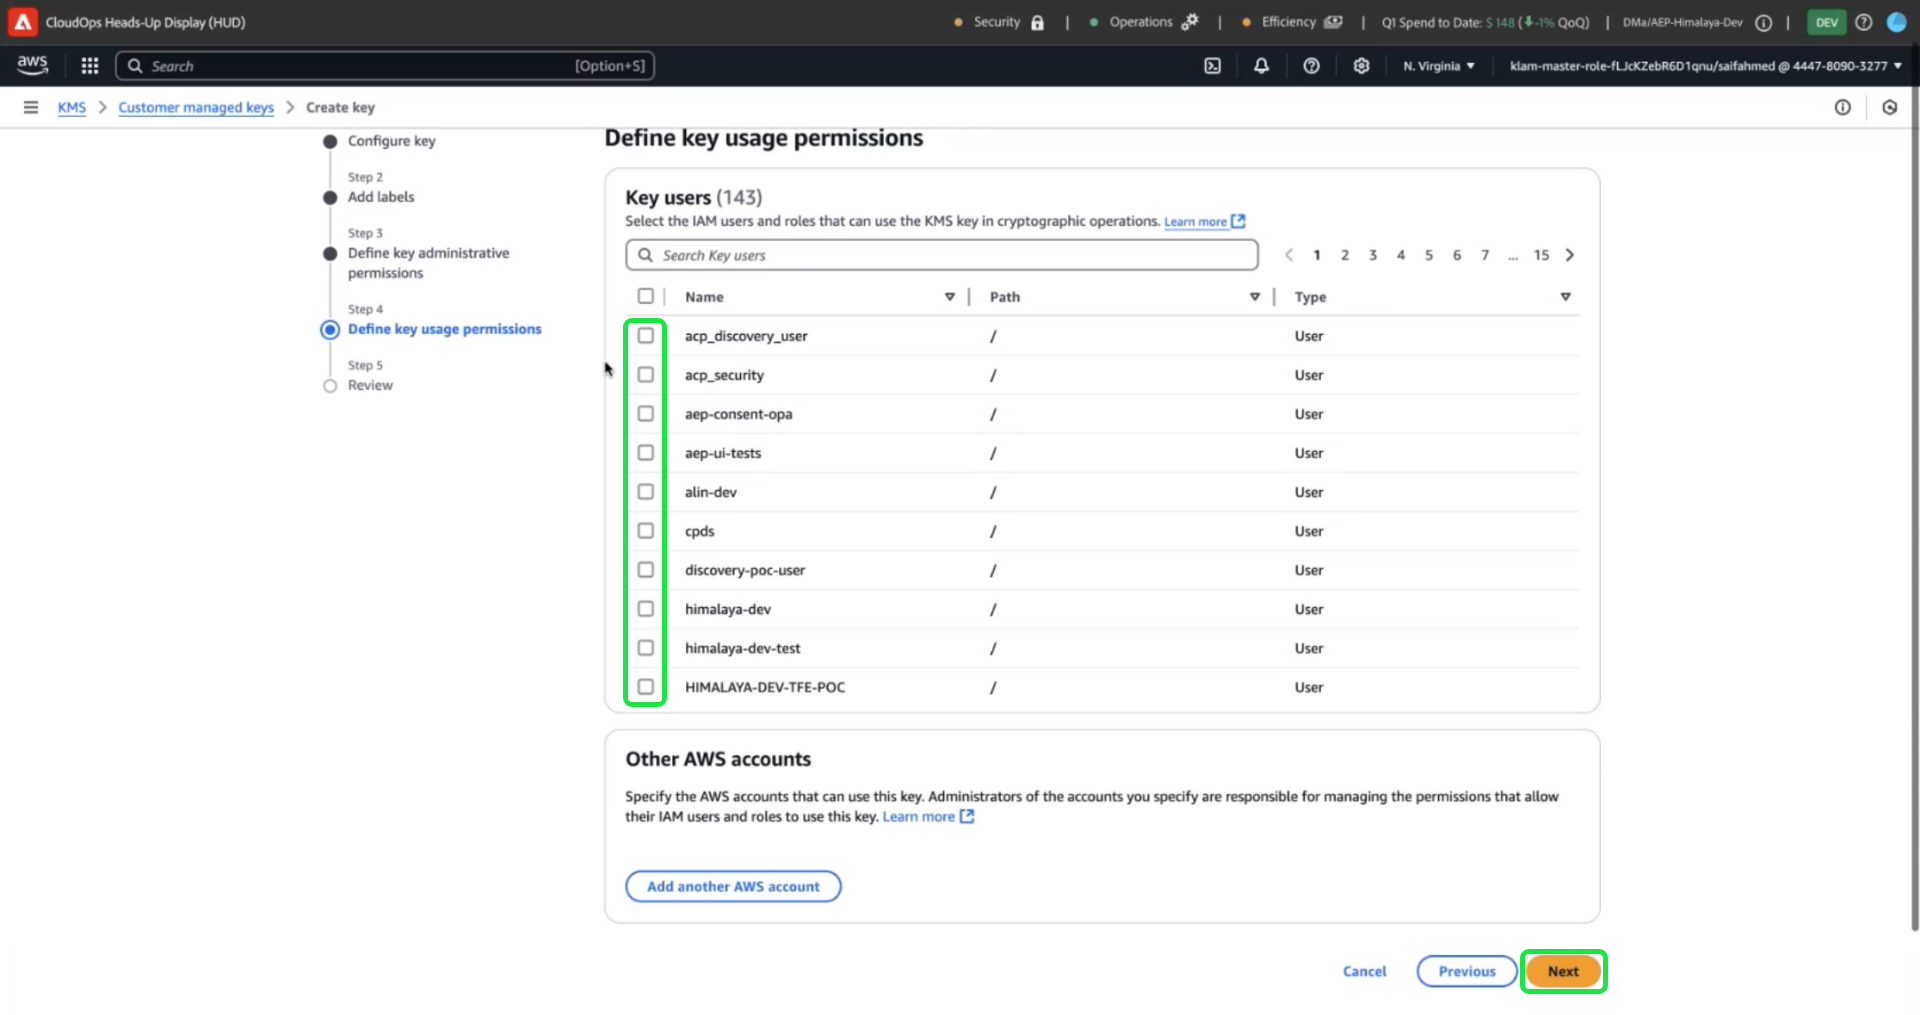 CloudOps Heads-Up Display (HUD)
Security | Operations | Efficiency | Q1 Spend to Date: $ 148 (-1% QoQ) | DMa/AEP-Himalaya-Dev | DEV
aws Search [Option+S] N. Virginia klam-master-role-fLJcKZebR6D1qnu/saifahmed @ 4447-8090-3277
KMS > Customer managed keys > Create key
Configure key
Step 2
Add labels
Step 3
Define key administrative
permissions
Step 4
Define key usage permissions
Step 5
Review
Define key usage permissions
Key users (143)
Select the IAM users and roles that can use the KMS key in cryptographic operations. Learn more
Search Key users < 1 2 3 4 5 6 7 ... 15 >
Name Path Type
acp_discovery_user / User
acp_security / User
aep-consent-opa / User
aep-ui-tests / User
alin-dev / User
cpds / User
discovery-poc-user / User
himalaya-dev / User
himalaya-dev-test / User
HIMALAYA-DEV-TFE-POC / User
Other AWS accounts
Specify the AWS accounts that can use this key. Administrators of the accounts you specify are responsible for managing the permissions that allow
their IAM users and roles to use this key. Learn more
Add another AWS account
Cancel Previous Next